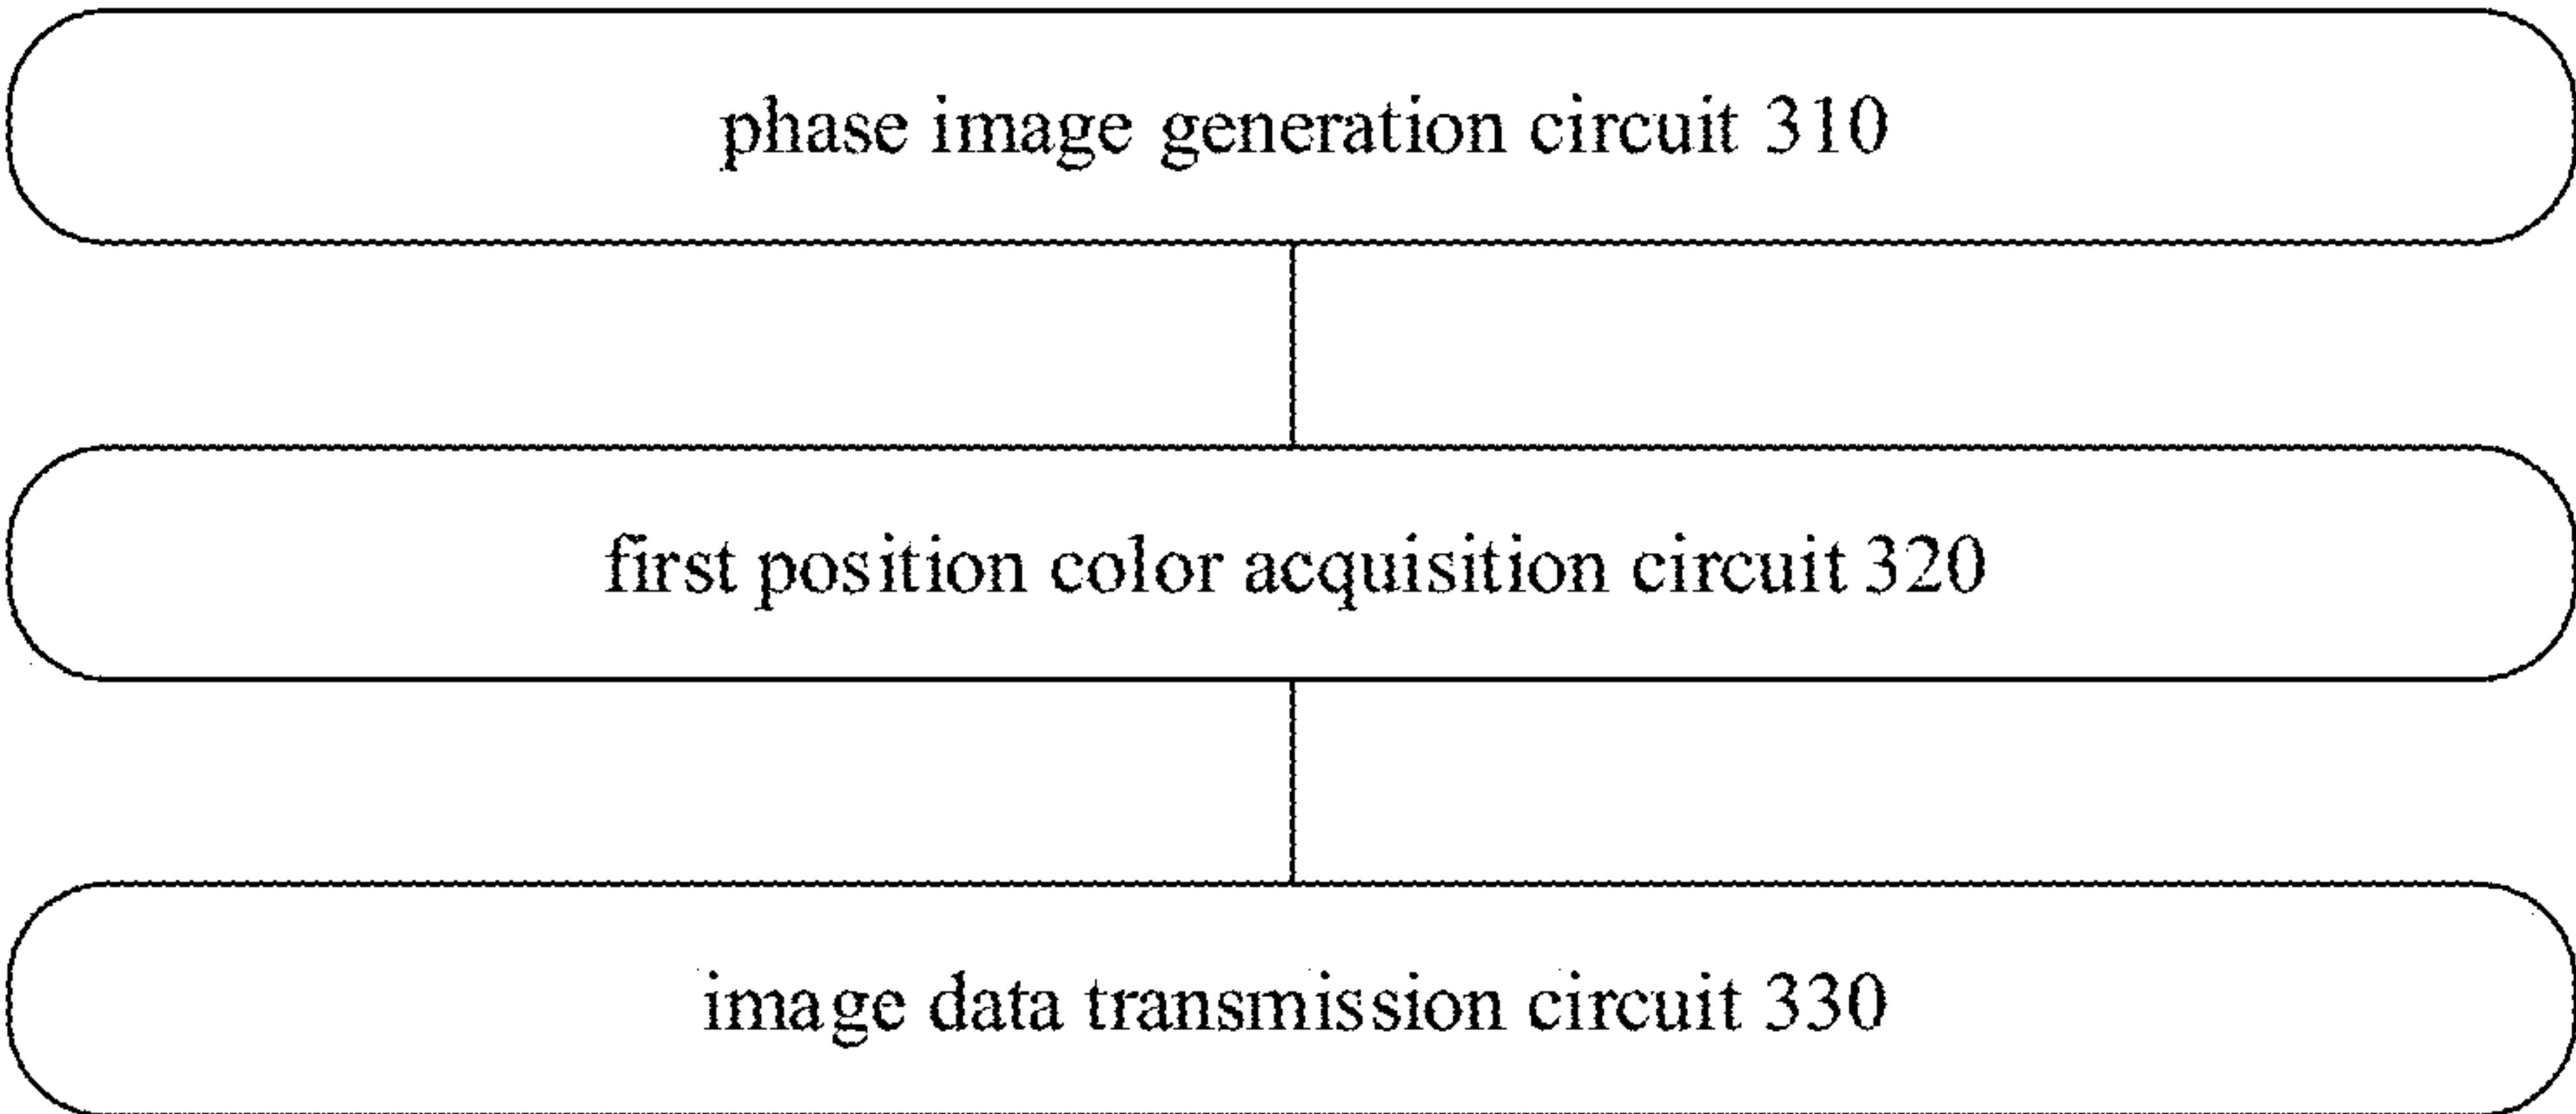 phase image generation circuit 310
first position color acquisition circuit 320
image data transmission circuit 330